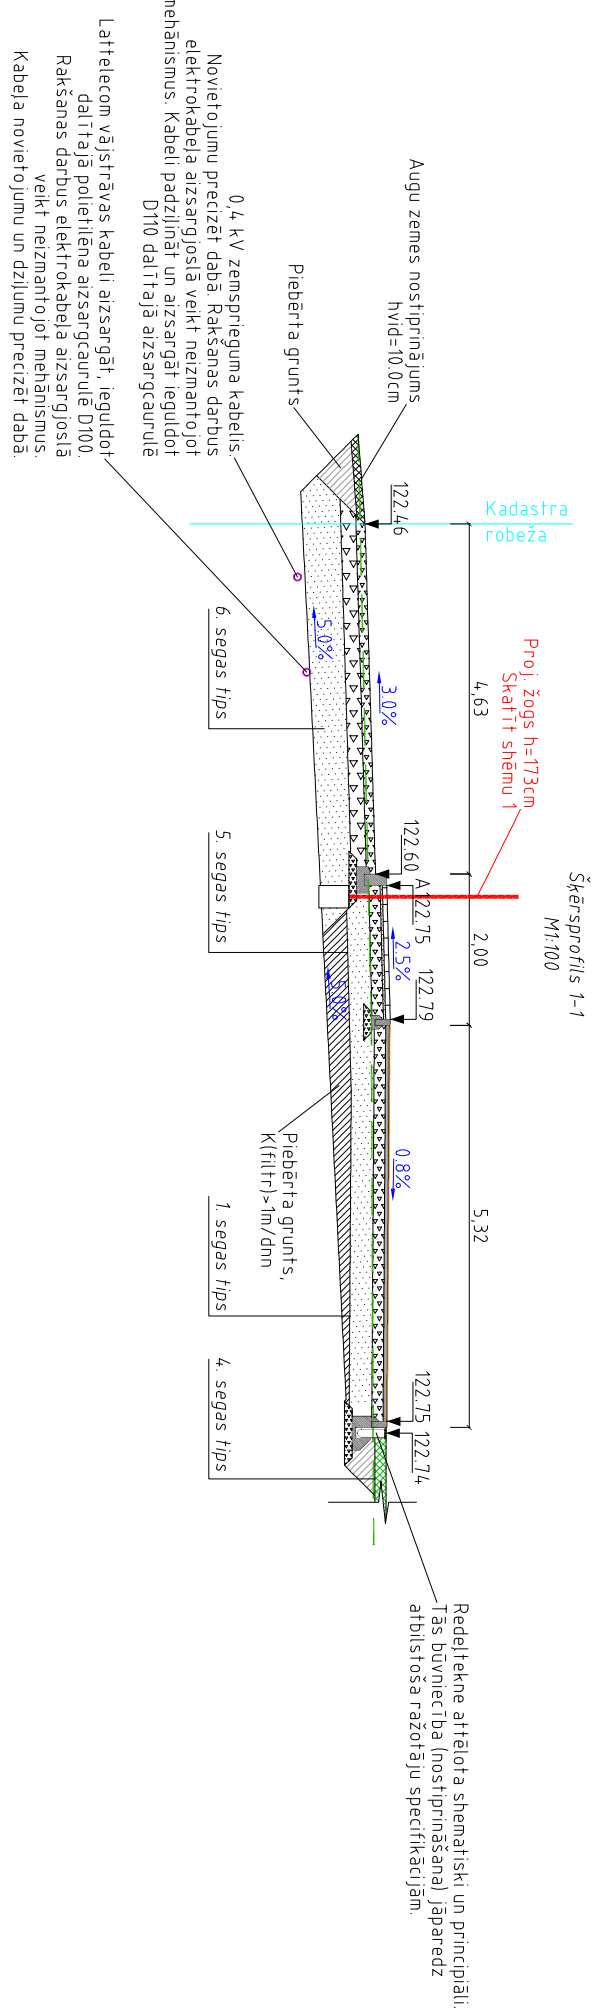 Šķērsprofils 1-1
M1:100
Augu zemes nostiprinājums
hvid=10.0cm
Piebērta grunts
0,4 kV zemsprieguma kabelis.
Novietojumu precizēt dabā. Rakšanas darbus
elektrokabeļa aizsargjoslā veikt neizmantojot
mehānismus. Kabeli padziļināt un aizsargāt ieguldot
D110 dalītajā aizsargcaurulē
Lattelecom vājstrāvas kabeli aizsargāt, ieguldot
dalītajā polietilēna aizsargcaurulē D100.
Rakšanas darbus elektrokabeļa aizsargjoslā
veikt neizmantojot mehānismus.
Kabeļa novietojumu un dziļumu precizēt dabā.
Kadastra
robeža
Proj. žogs h=173cm
Skatīt shēmu 1
4,63
2,00
5,32
122.46
122.60
A122.75
122.79
122.75
122.74
3.0%
2.5%
0.8%
5.0%
5.0%
6. segas tips
5. segas tips
1. segas tips
4. segas tips
Piebērta grunts,
K(filtr)>1m/dnn
Redeļtekne attēlota shematiski un principiāli.
Tās būvniecība (nostiprināšana) jāparedz
atbilstoša ražotāju specifikācijām.